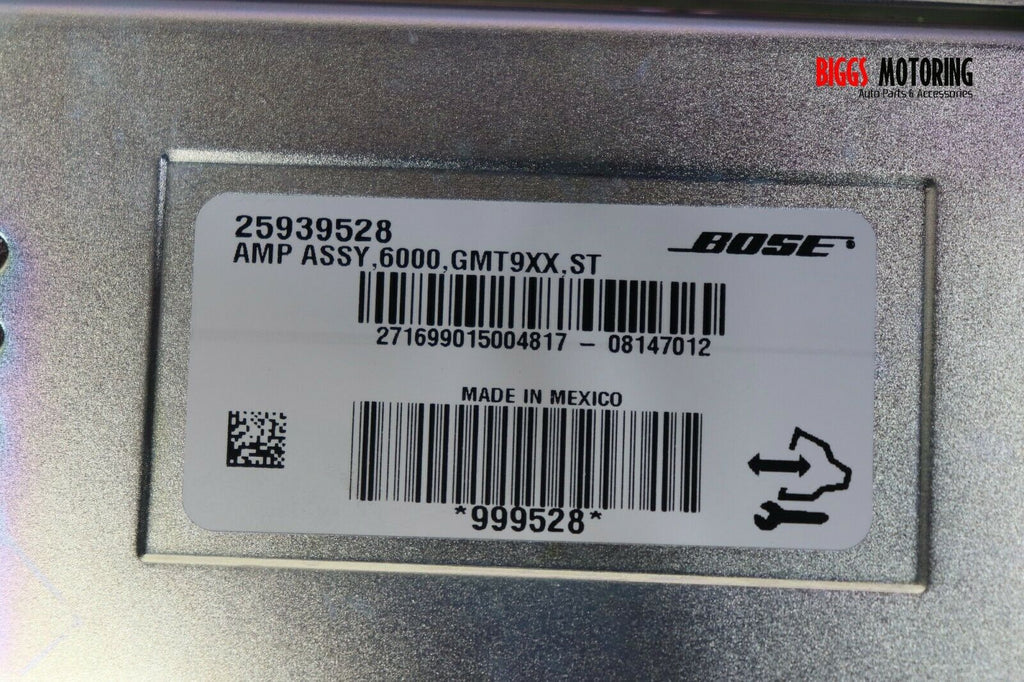 BIGGS MOTORING
Auto Parts & Accessories
25939528
BOSE®
AMP ASSY,6000,GMT9XX,ST
271699015004817 - 08147012
MADE IN MEXICO
*999528*